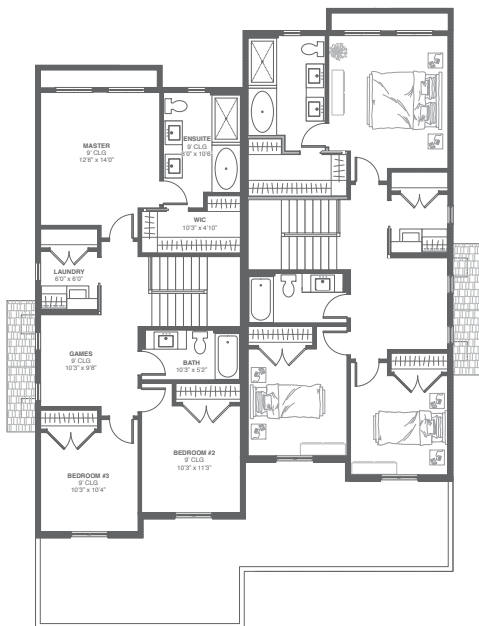 MASTER
9' CLG
12'8" x 14'0"
ENSUITE
9' CLG
8'0" x 10'6
WIC
10'3" x 4'10"
LAUNDRY
6'0" x 6'0"
GAMES
9' CLG
10'3" x 9'8"
BATH
10'3" x 5'2"
BEDROOM #2
9' CLG
10'3" x 11'3"
BEDROOM #3
9' CLG
10'3" x 10'4"